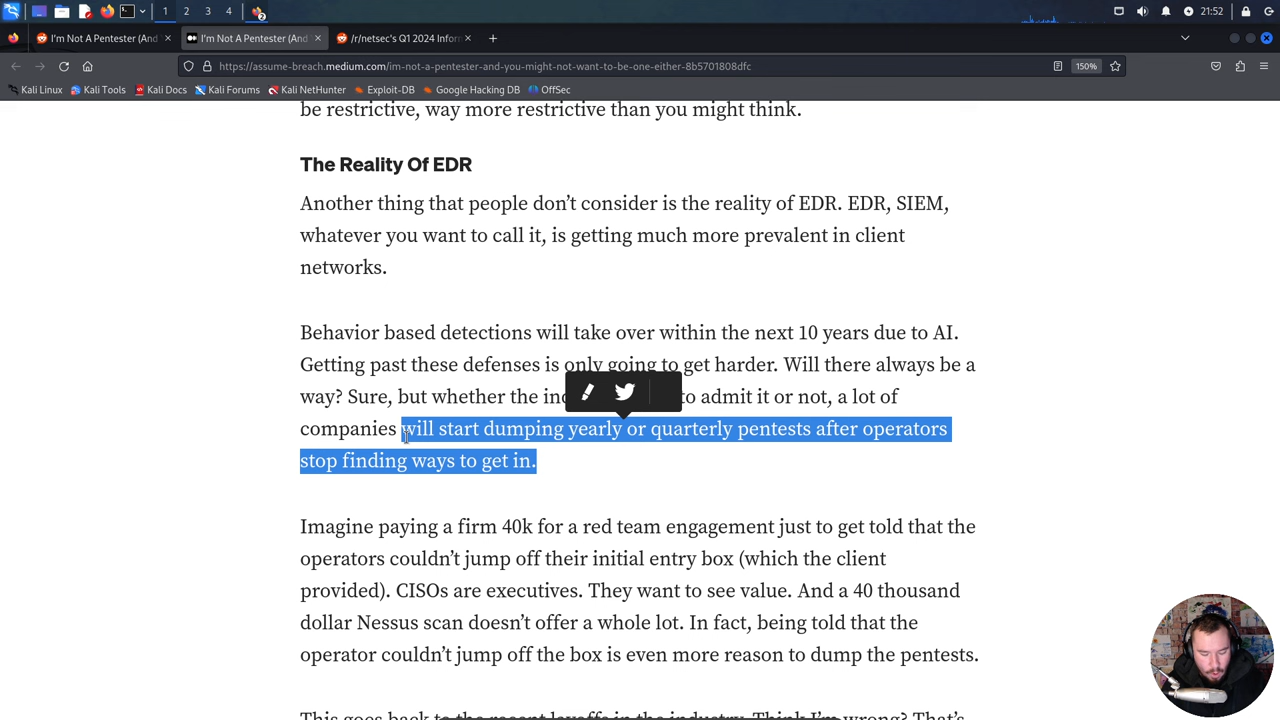 1 2 3 4 2 21:52
I'm Not A Pentester (And I'm Not A Pentester (And /r/netsec's Q1 2024 Infor
https://assume-breach.medium.com/im-not-a-pentester-and-you-might-not-want-to-be-one-either-8b5701808dfc 150%
Kali Linux Kali Tools Kali Docs Kali Forums Kali NetHunter Exploit-DB Google Hacking DB OffSec
be restrictive, way more restrictive than you might think.
The Reality Of EDR
Another thing that people don’t consider is the reality of EDR. EDR, SIEM,
whatever you want to call it, is getting much more prevalent in client
networks.
Behavior based detections will take over within the next 10 years due to AI.
Getting past these defenses is only going to get harder. Will there always be a
way? Sure, but whether the ind to admit it or not, a lot of
companies will start dumping yearly or quarterly pentests after operators
stop finding ways to get in.
Imagine paying a firm 40k for a red team engagement just to get told that the
operators couldn’t jump off their initial entry box (which the client
provided). CISOs are executives. They want to see value. And a 40 thousand
dollar Nessus scan doesn’t offer a whole lot. In fact, being told that the
operator couldn’t jump off the box is even more reason to dump the pentests.
This goes back to the recent layoffs in the industry. Think I’m wrong? That’s